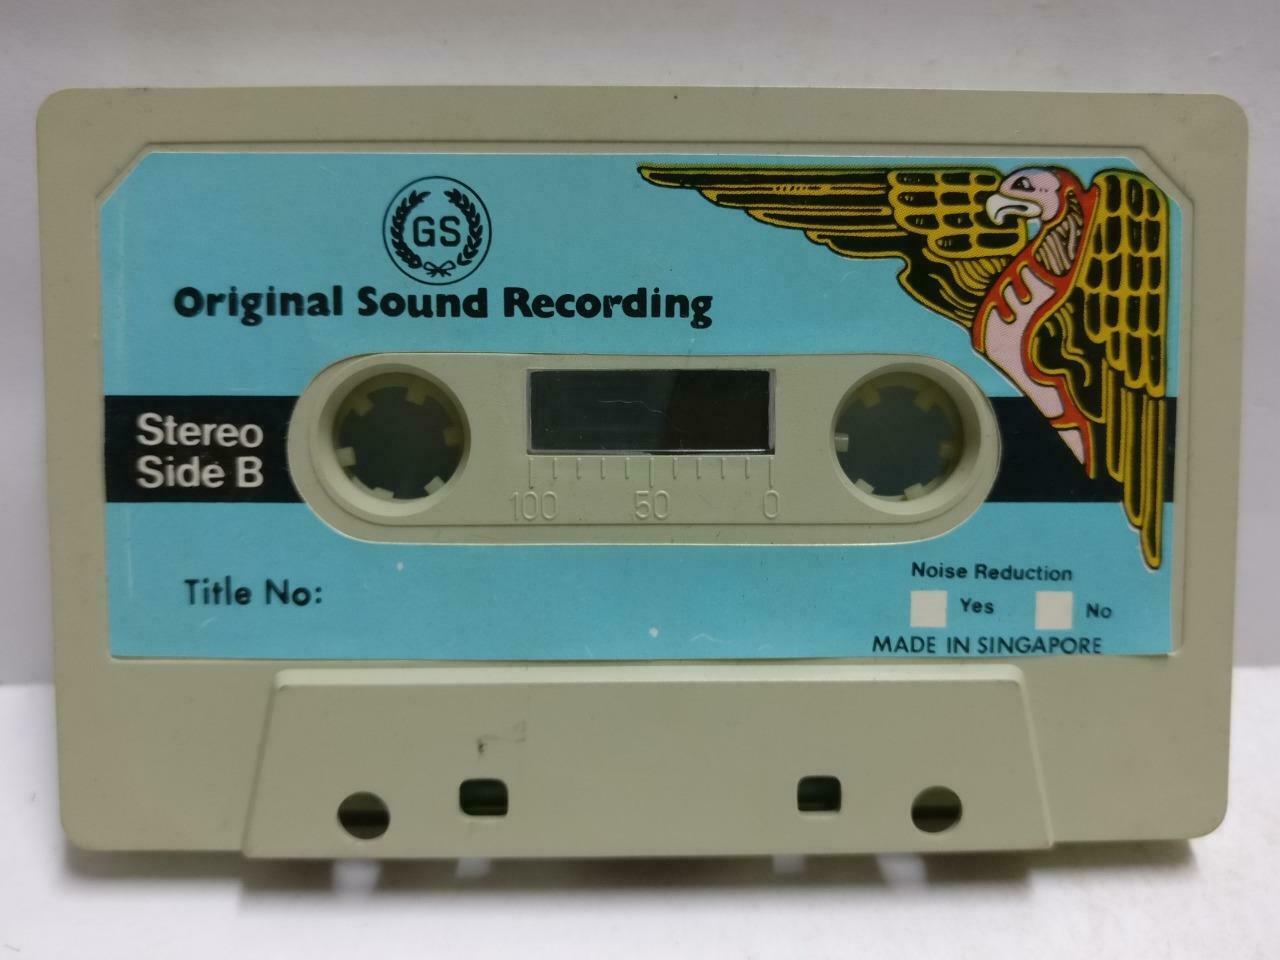 GS
Original Sound Recording
Stereo
Side B
100 50 0
Title No:
Noise Reduction
Yes No
MADE IN SINGAPORE